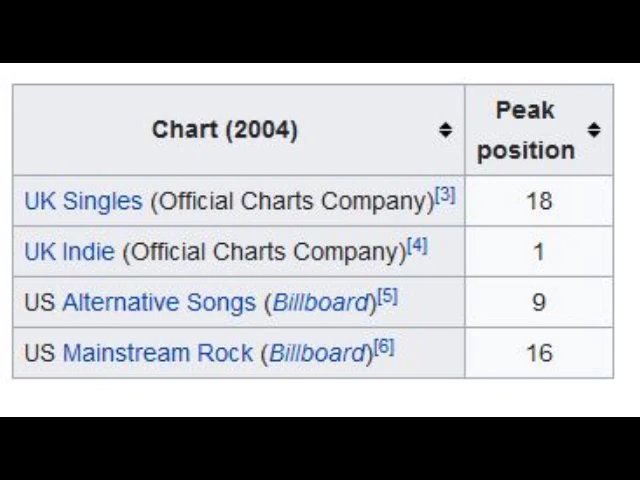 Chart (2004) Peak position
UK Singles (Official Charts Company)[3] 18
UK Indie (Official Charts Company)[4] 1
US Alternative Songs (Billboard)[5] 9
US Mainstream Rock (Billboard)[6] 16